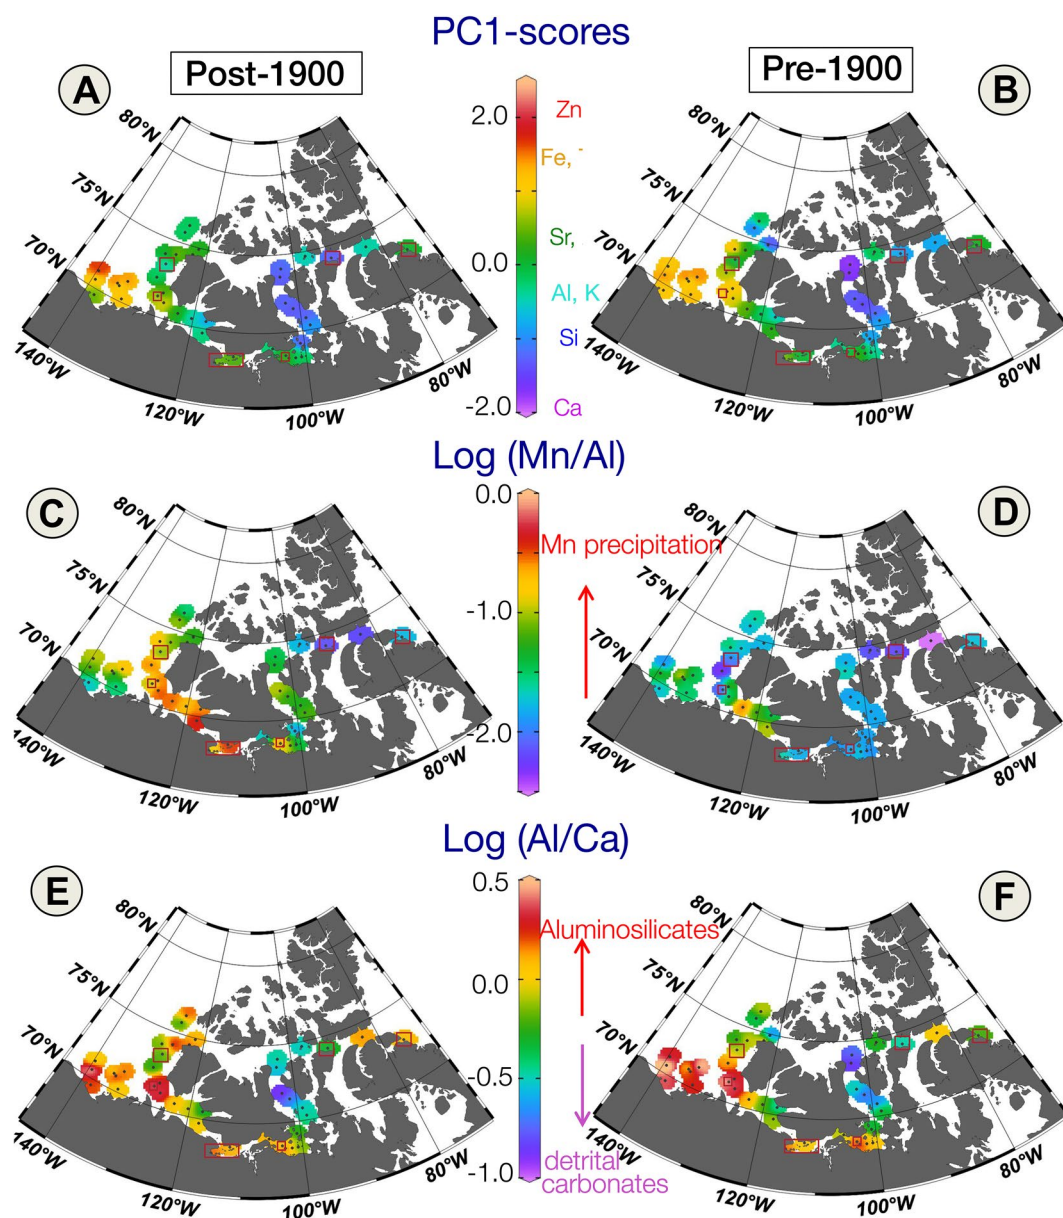 PC1-scores
A
Post-1900
Pre-1900
B
2.0
0.0
-2.0
Zn
Fe,
Sr,
Al, K
Si
Ca
80°N
75°N
70°N
140°W
120°W
100°W
80°W
80°N
75°N
70°N
140°W
120°W
100°W
80°W
Log (Mn/Al)
C
D
0.0
-1.0
-2.0
Mn precipitation
80°N
75°N
70°N
140°W
120°W
100°W
80°W
80°N
75°N
70°N
140°W
120°W
100°W
80°W
Log (Al/Ca)
E
F
0.5
0.0
-0.5
-1.0
Aluminosilicates
detrital
carbonates
80°N
75°N
70°N
140°W
120°W
100°W
80°W
80°N
75°N
70°N
140°W
120°W
100°W
80°W